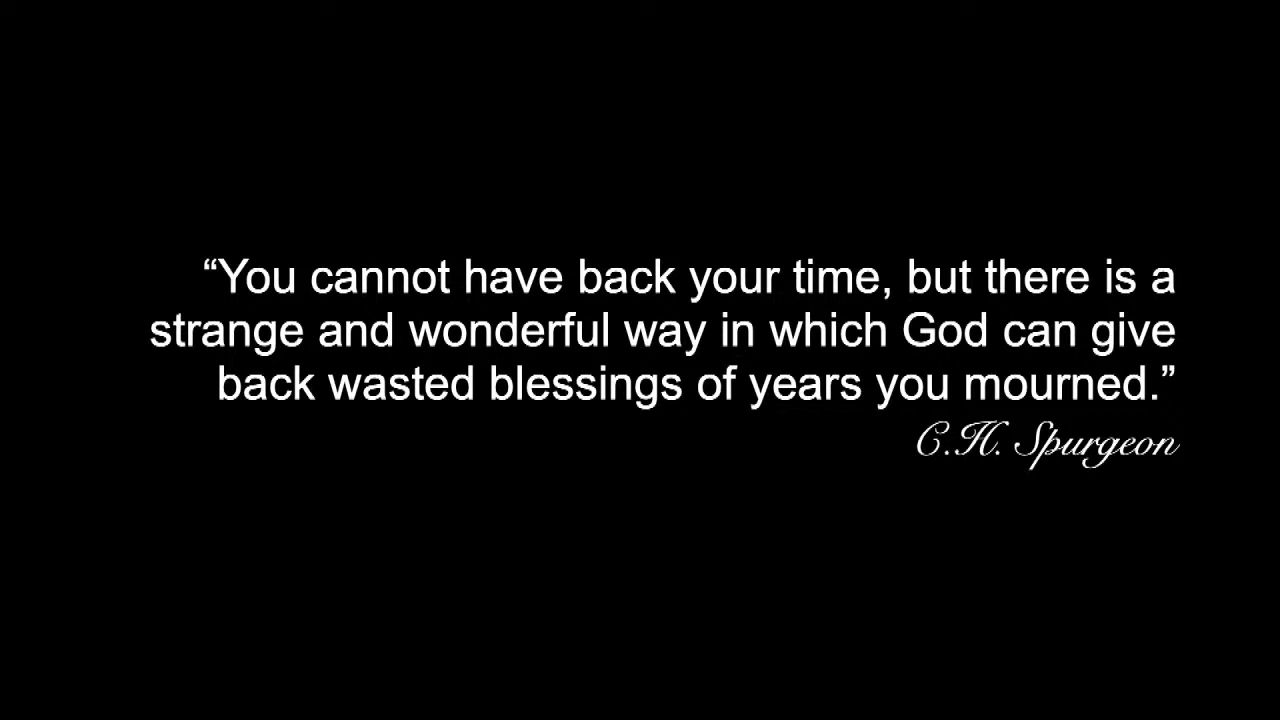 “You cannot have back your time, but there is a
strange and wonderful way in which God can give
back wasted blessings of years you mourned.”
C.H. Spurgeon